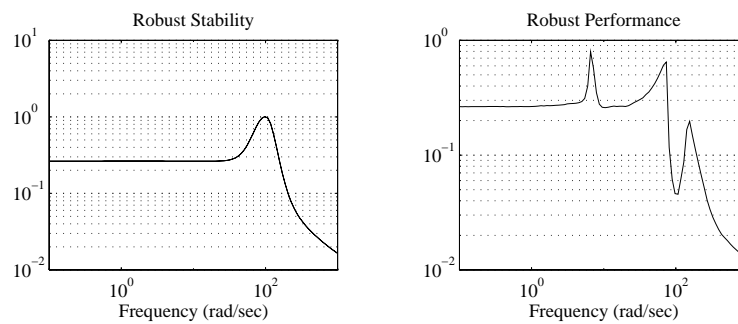 Robust Stability
10^1
10^0
10^-1
10^-2
10^0
10^2
Frequency (rad/sec)
Robust Performance
10^0
10^-1
10^-2
10^0
10^2
Frequency (rad/sec)